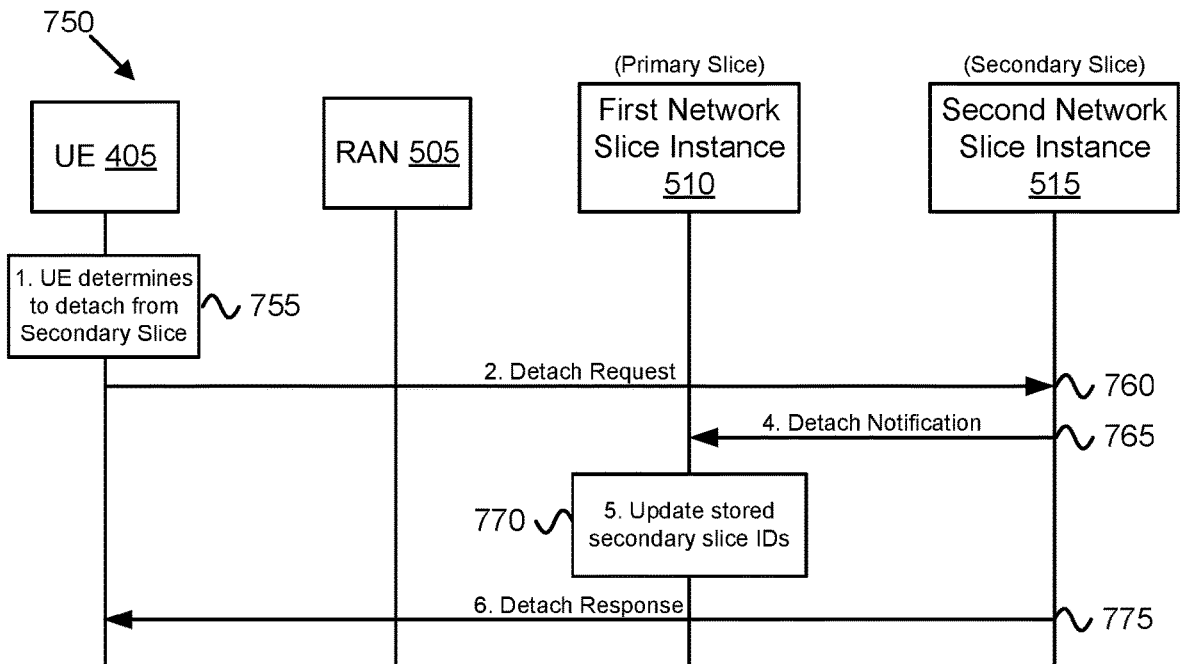 750
(Primary Slice)
(Secondary Slice)
UE 405
RAN 505
First Network
Slice Instance
510
Second Network
Slice Instance
515
1. UE determines
to detach from
Secondary Slice
755
2. Detach Request
760
4. Detach Notification
765
770
5. Update stored
secondary slice IDs
6. Detach Response
775